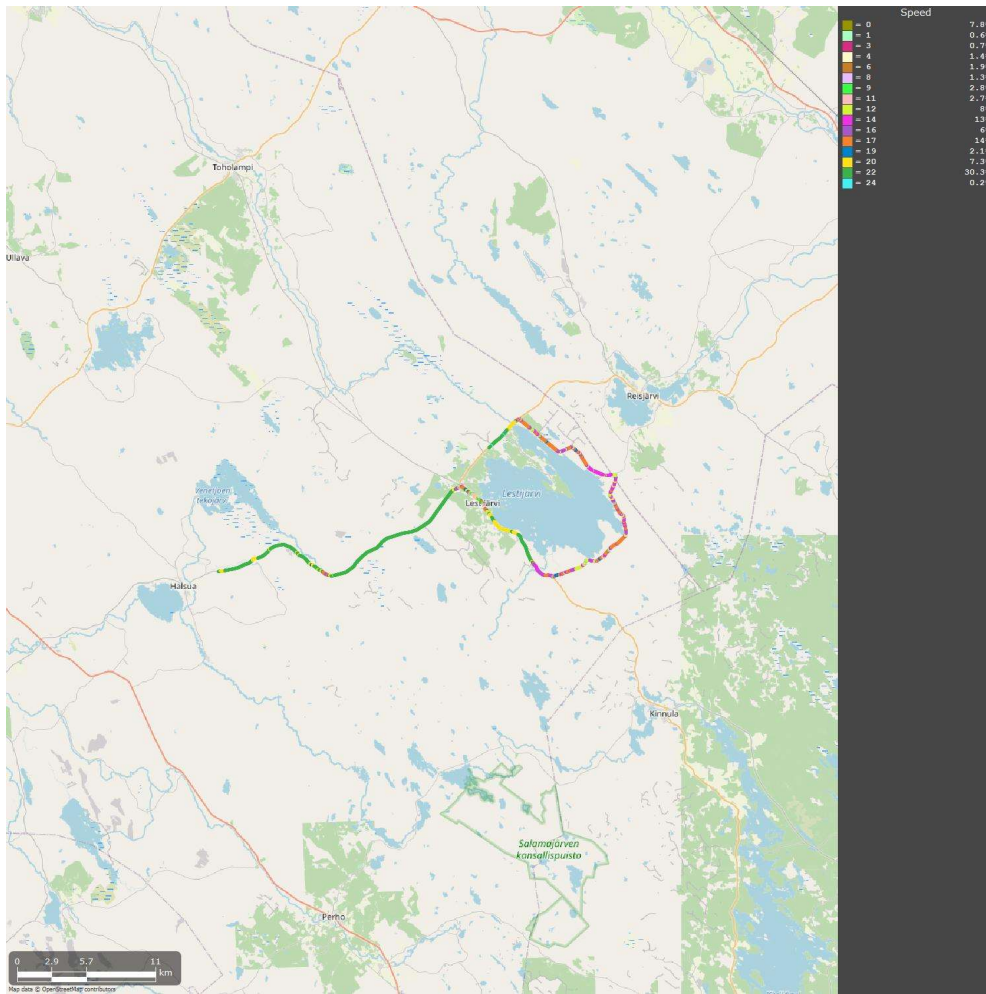 Speed
= 0 7.8
= 1 0.6
= 3 0.7
= 4 1.4
= 6 1.9
= 8 1.3
= 9 2.8
= 11 2.7
= 12 8
= 14 13
= 16 6
= 17 14
= 19 2.1
= 20 7.3
= 22 30.3
= 24 0.2
Toholampi
Ullava
Reisjärvi
Lestijärvi
Lestijärvi
Venetjoen
tekojärvi
Halsua
Kinnula
Salamajärven
kansallispuisto
Perho
0 2.9 5.7 11
km
Map data © OpenStreetMap contributors